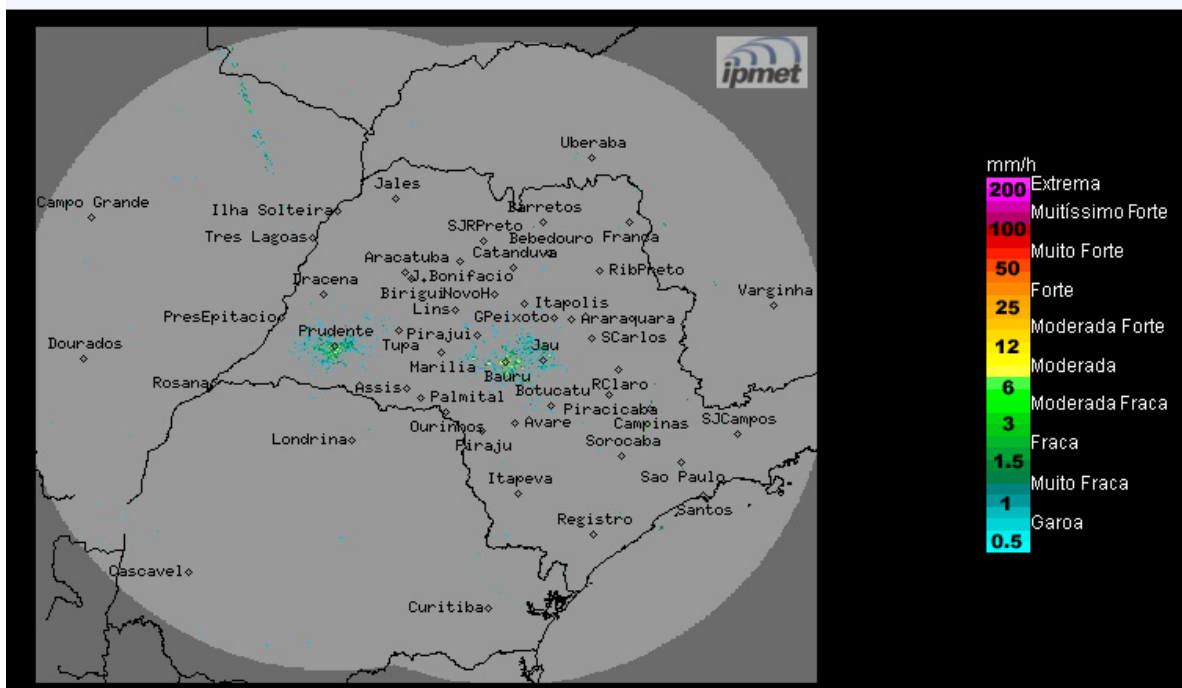 ipmet
Uberaba
Jales
Campo Grande
Ilha Solteira
Barretos
SJRPreto
Tres Lagoas
Bebedouro
Franca
Aracatuba
Catanduva
J.Bonifacio
RibPreto
Dracena
Birigui
NovoH
Itapolis
Varginha
Lins
PresEpitacio
GPeixoto
Araraquara
Prudente
Pirajui
SCarlos
Dourados
Tupa
Jau
Marilia
Bauru
Rosana
Assis
Botucatu
RClaro
Palmital
Piracicaba
Ourinhos
Avare
Campinas
SJCampos
Londrina
Piraju
Sorocaba
Itapeva
Sao Paulo
Registro
Santos
Cascavel
Curitiba
mm/h
200 Extrema
Muitíssimo Forte
100
Muito Forte
50
Forte
25
Moderada Forte
12
Moderada
6
Moderada Fraca
3
Fraca
1.5
Muito Fraca
1
Garoa
0.5